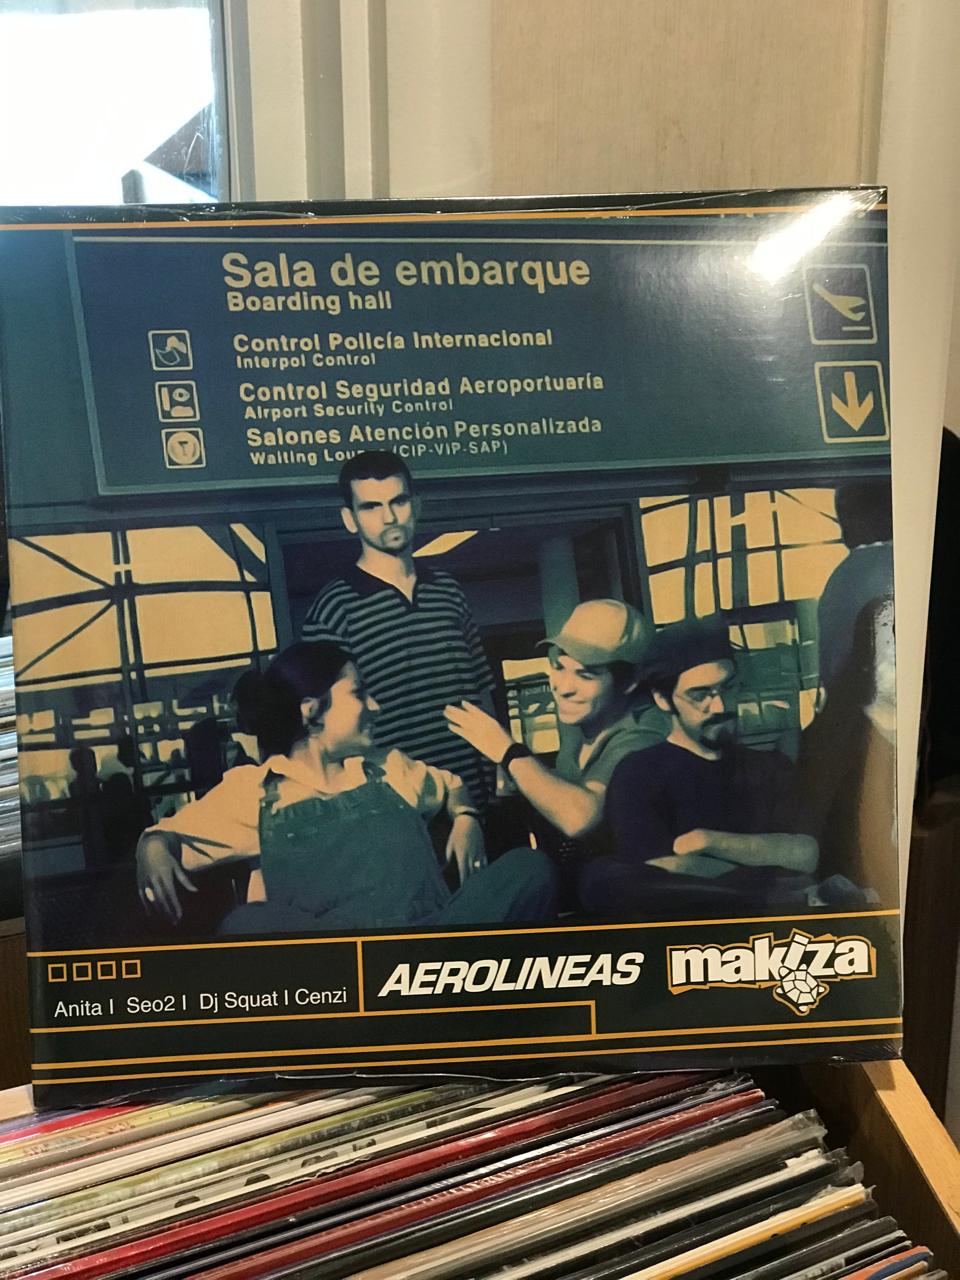 Sala de embarque
Boarding hall
Control Policía Internacional
Interpol Control
Control Seguridad Aeroportuaría
Airport Security Control
Salones Atención Personalizada
Waiting (CIP-VIP-SAP)
Anita | Seo2 | Dj Squat | Cenzi
AEROLINEAS
makiza